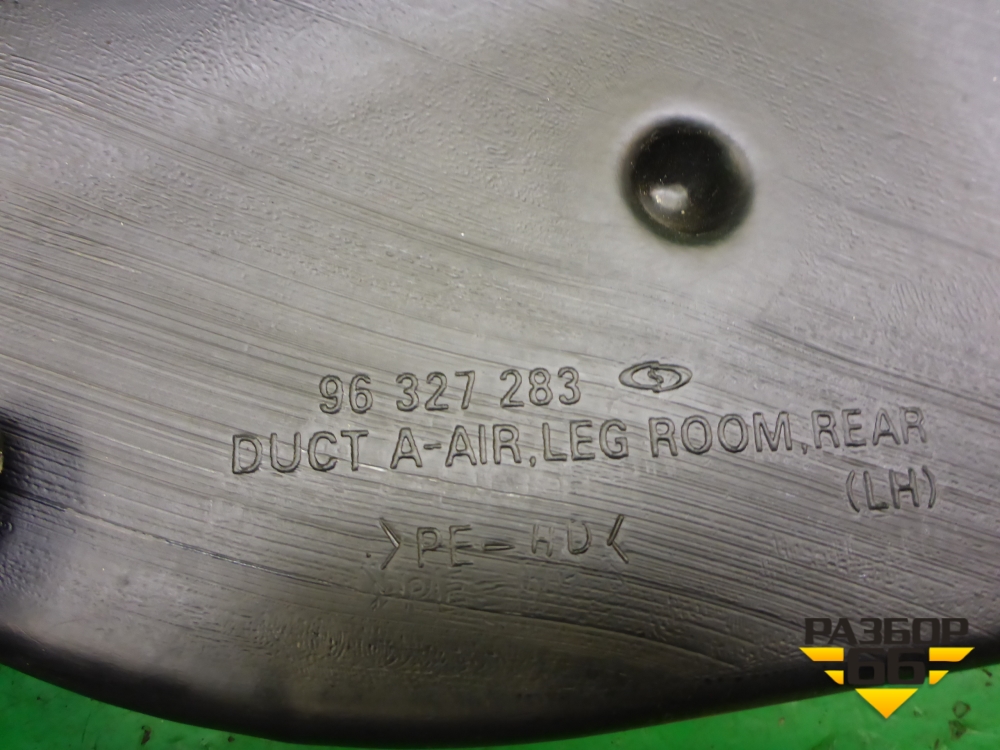 96 327 283
DUCT A-AIR,LEG ROOM,REAR
(LH)
>PE-HD<
РАЗБОР
66